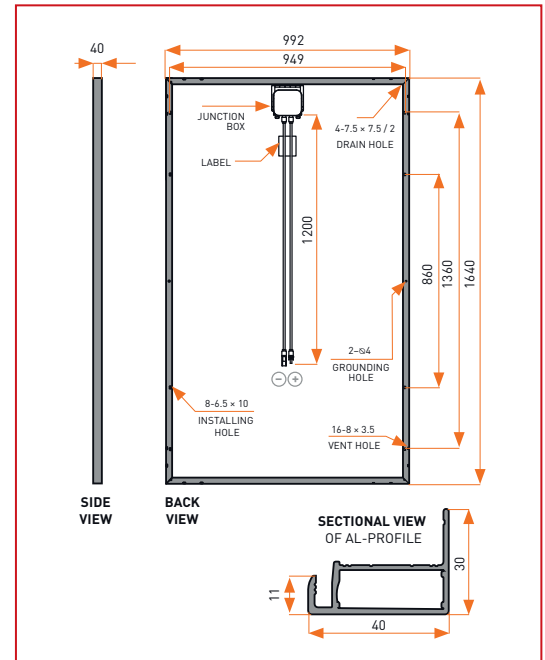 992
40
949
JUNCTION
BOX
4-7.5 × 7.5 / 2
DRAIN HOLE
LABEL
1200
860
1360
1640
2-⌀4
GROUNDING
HOLE
8-6.5 × 10
INSTALLING
HOLE
16-8 × 3.5
VENT HOLE
SIDE
VIEW
BACK
VIEW
SECTIONAL VIEW
OF AL-PROFILE
11
30
40